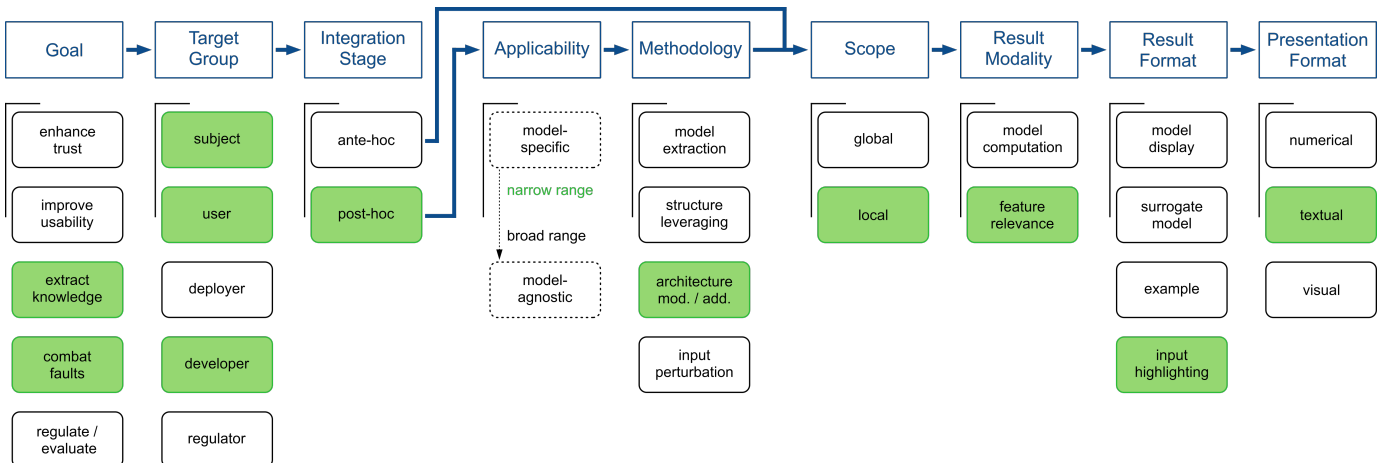 Goal
Target
Group
Integration
Stage
Applicability
Methodology
Scope
Result
Modality
Result
Format
Presentation
Format
enhance
trust
improve
usability
extract
knowledge
combat
faults
regulate /
evaluate
subject
user
deployer
developer
regulator
ante-hoc
post-hoc
model-
specific
narrow range
broad range
model-
agnostic
model
extraction
structure
leveraging
architecture
mod. / add.
input
perturbation
global
local
model
computation
feature
relevance
model
display
surrogate
model
example
input
highlighting
numerical
textual
visual